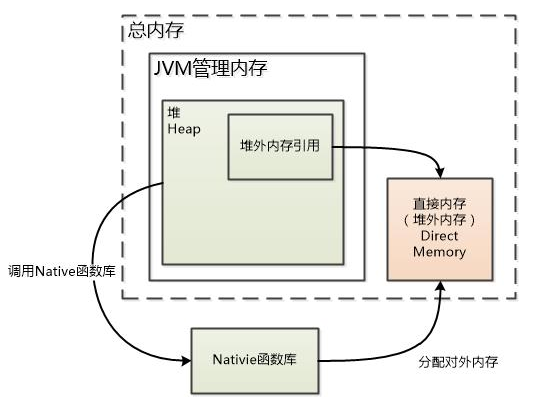 总内存
JVM管理内存
堆
Heap
堆外内存引用
直接内存
（堆外内存）
Direct
Memory
调用Native函数库
Nativie函数库
分配对外内存